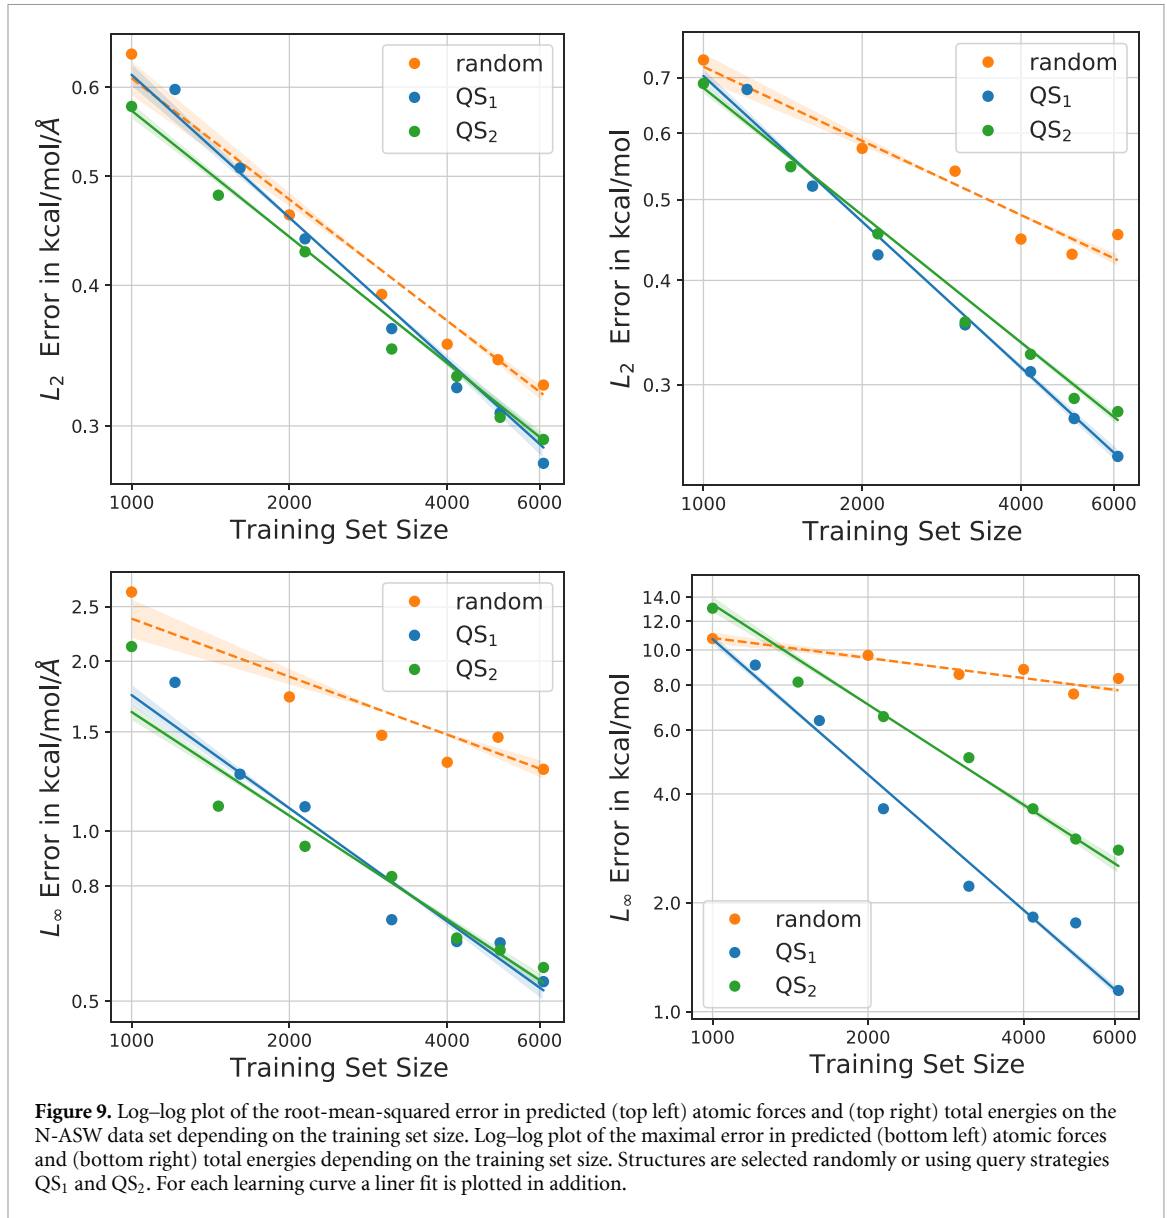 random
QS1
QS2
0.6
0.5
0.4
0.3
L2 Error in kcal/mol/Å
1000
2000
4000
6000
Training Set Size
random
QS1
QS2
0.7
0.6
0.5
0.4
0.3
L2 Error in kcal/mol
1000
2000
4000
6000
Training Set Size
random
QS1
QS2
2.5
2.0
1.5
1.0
0.8
0.5
L∞ Error in kcal/mol/Å
1000
2000
4000
6000
Training Set Size
14.0
12.0
10.0
8.0
6.0
4.0
2.0
1.0
L∞ Error in kcal/mol
random
QS1
QS2
1000
2000
4000
6000
Training Set Size
Figure 9. Log–log plot of the root-mean-squared error in predicted (top left) atomic forces and (top right) total energies on the
N-ASW data set depending on the training set size. Log–log plot of the maximal error in predicted (bottom left) atomic forces
and (bottom right) total energies depending on the training set size. Structures are selected randomly or using query strategies
QS1 and QS2. For each learning curve a liner fit is plotted in addition.